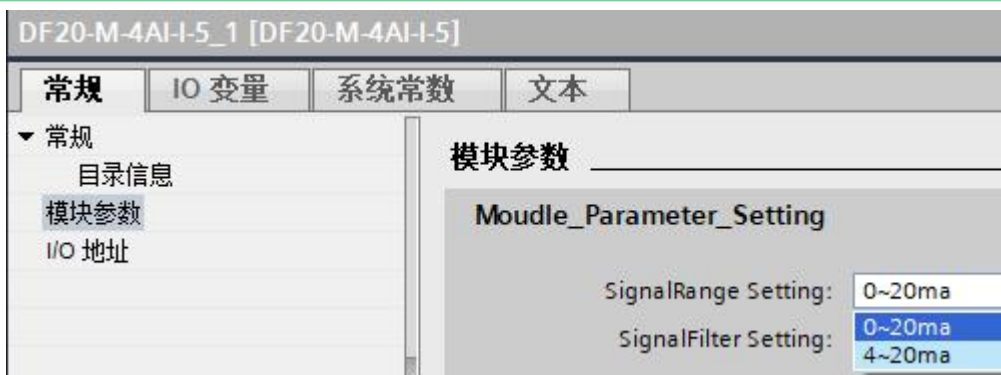 DF20-M-4AI-I-5_1 [DF20-M-4AI-I-5]
常规 IO 变量 系统常数 文本
常规
目录信息
模块参数
I/O 地址
模块参数
Moudle_Parameter_Setting
SignalRange Setting: 0~20ma
0~20ma
SignalFilter Setting:
4~20ma